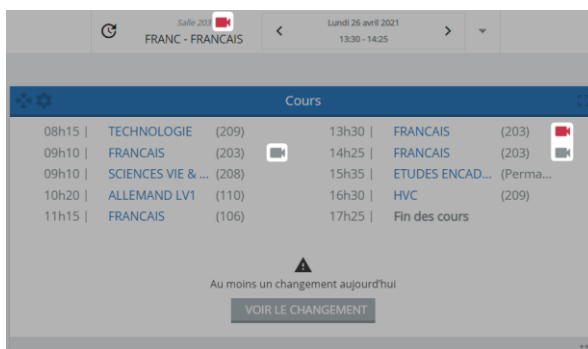 Salle 203
FRANC - FRANCAIS
Lundi 26 avril 2021
13:30 - 14:25
Cours
08h15 | TECHNOLOGIE (209)
09h10 | FRANCAIS (203)
09h10 | SCIENCES VIE & ... (208)
10h20 | ALLEMAND LV1 (110)
11h15 | FRANCAIS (106)
13h30 | FRANCAIS (203)
14h25 | FRANCAIS (203)
15h35 | ETUDES ENCAD... (Perma...
16h30 | HVC (209)
17h25 | Fin des cours
Au moins un changement aujourd'hui
VOIR LE CHANGEMENT